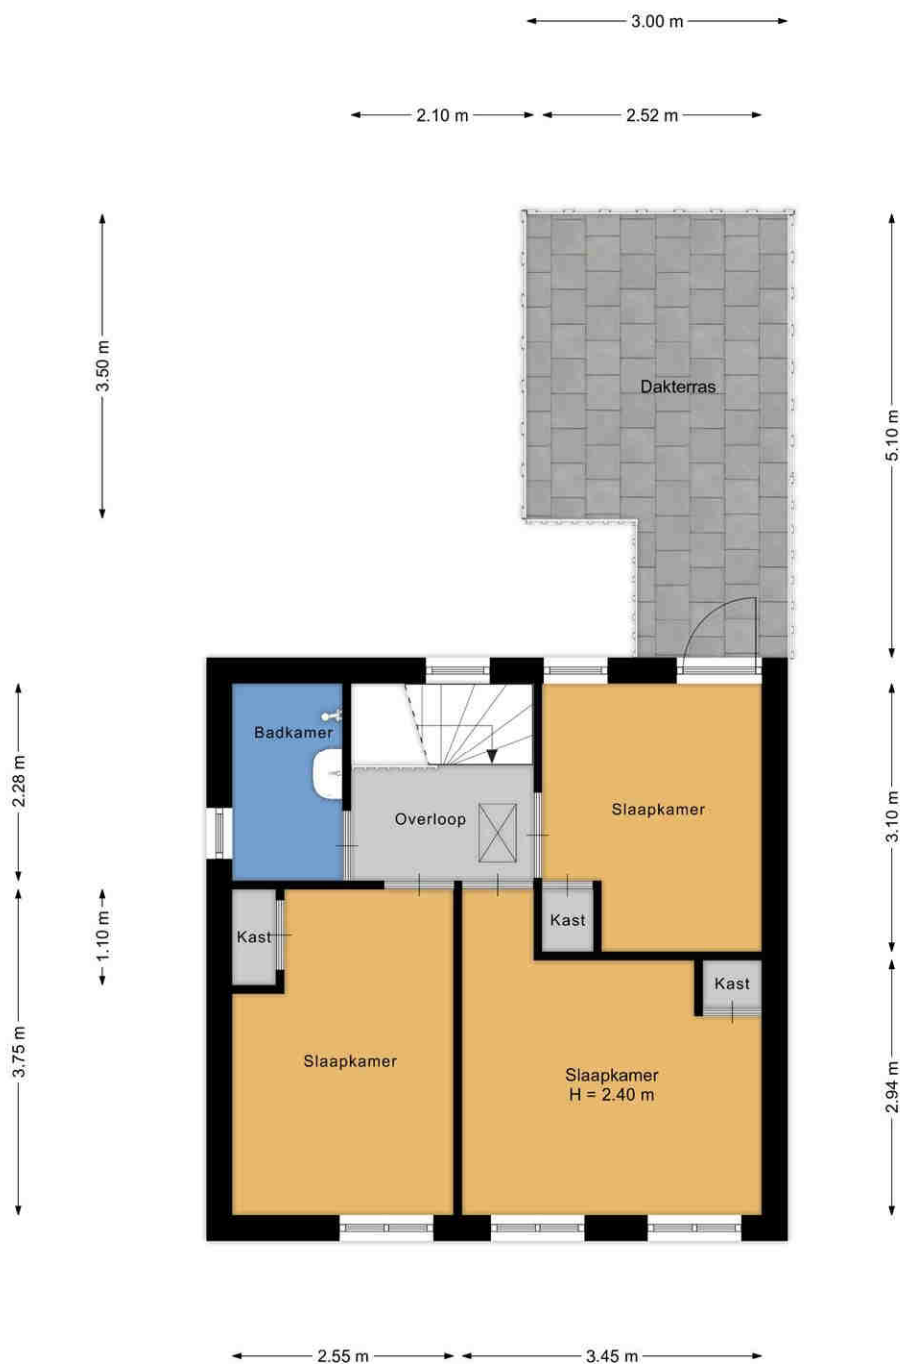 3.00 m
2.10 m
2.52 m
3.50 m
5.10 m
Dakterras
Badkamer
2.28 m
Overloop
Slaapkamer
3.10 m
Kast
Kast
1.10 m
Kast
3.75 m
Slaapkamer
Slaapkamer
H = 2.40 m
2.94 m
2.55 m
3.45 m